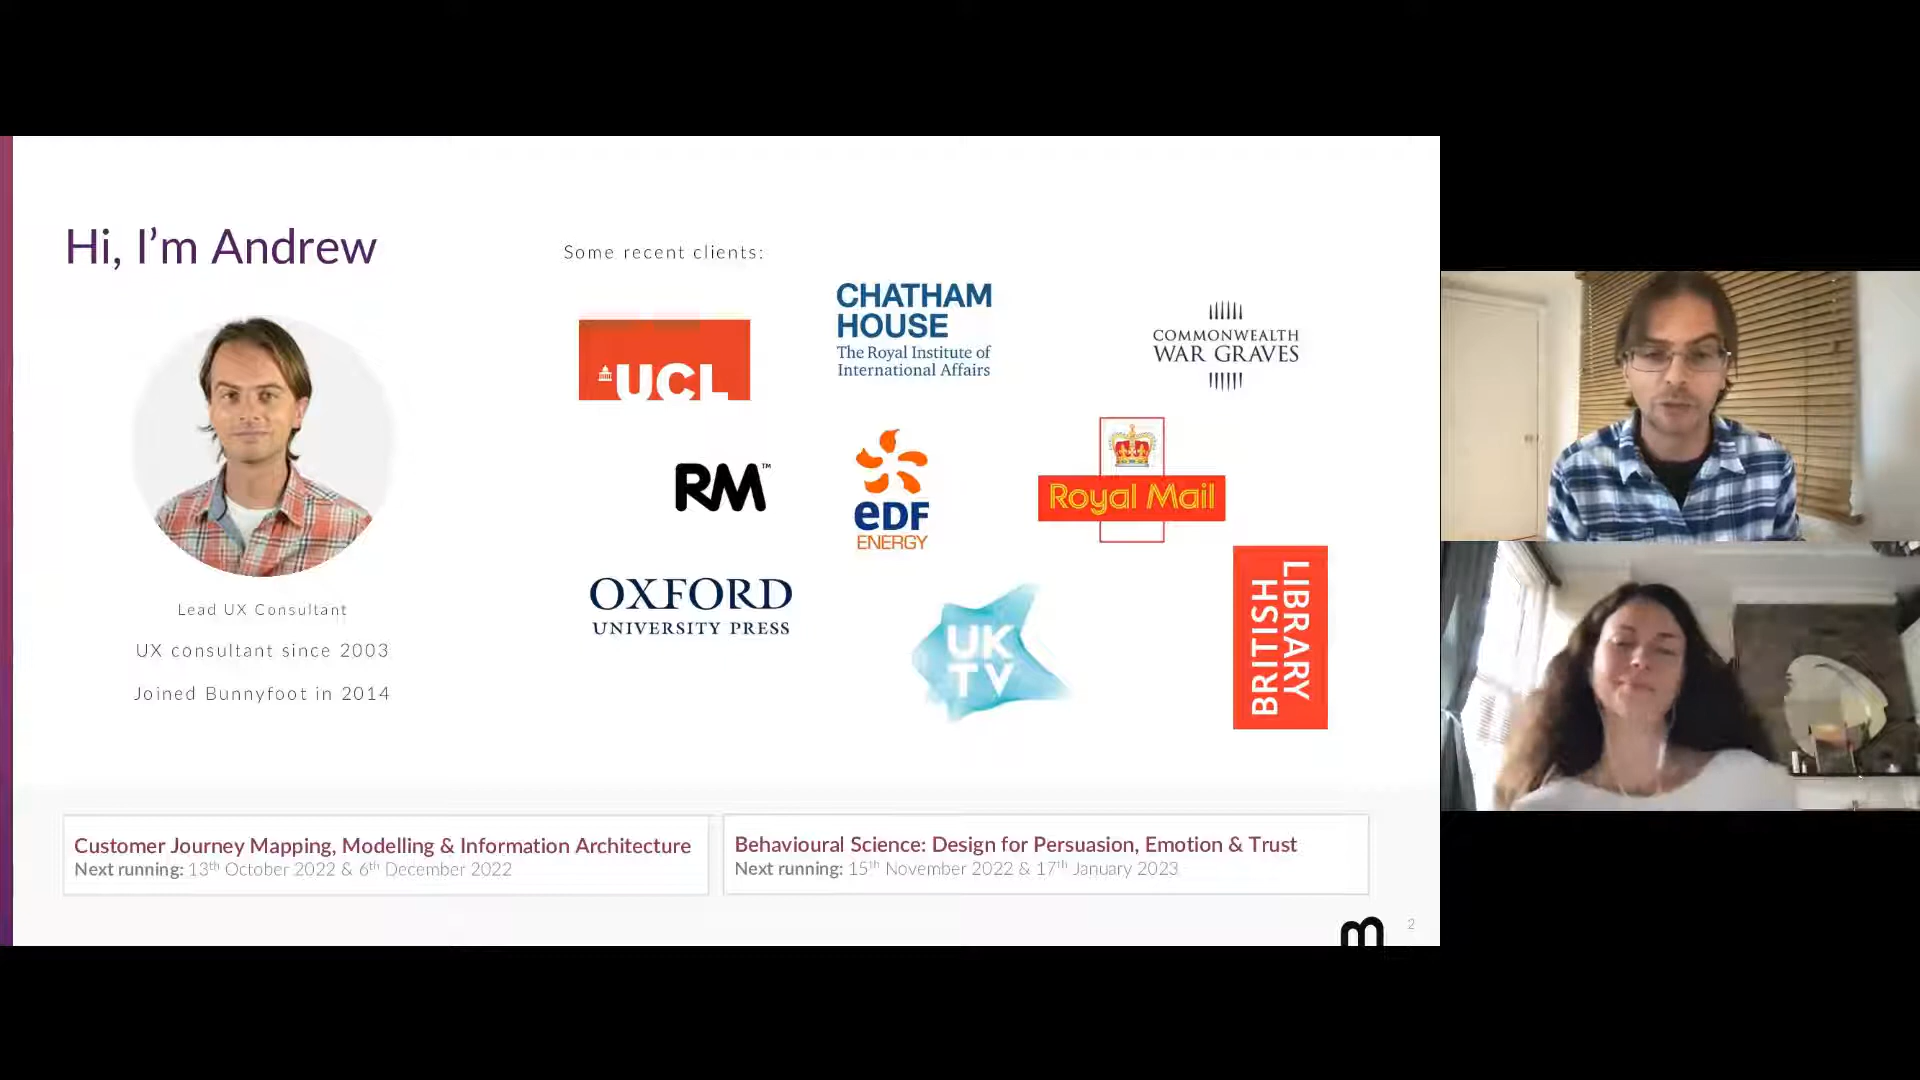 Hi, I’m Andrew
Lead UX Consultant
UX consultant since 2003
Joined Bunnyfoot in 2014
Some recent clients:
UCL
CHATHAM
HOUSE
The Royal Institute of
International Affairs
COMMONWEALTH
WAR GRAVES
RM™
eDF
ENERGY
Royal Mail
OXFORD
UNIVERSITY PRESS
UK
TV
BRITISH
LIBRARY
Customer Journey Mapping, Modelling & Information Architecture
Next running: 13th October 2022 & 6th December 2022
Behavioural Science: Design for Persuasion, Emotion & Trust
Next running: 15th November 2022 & 17th January 2023
2